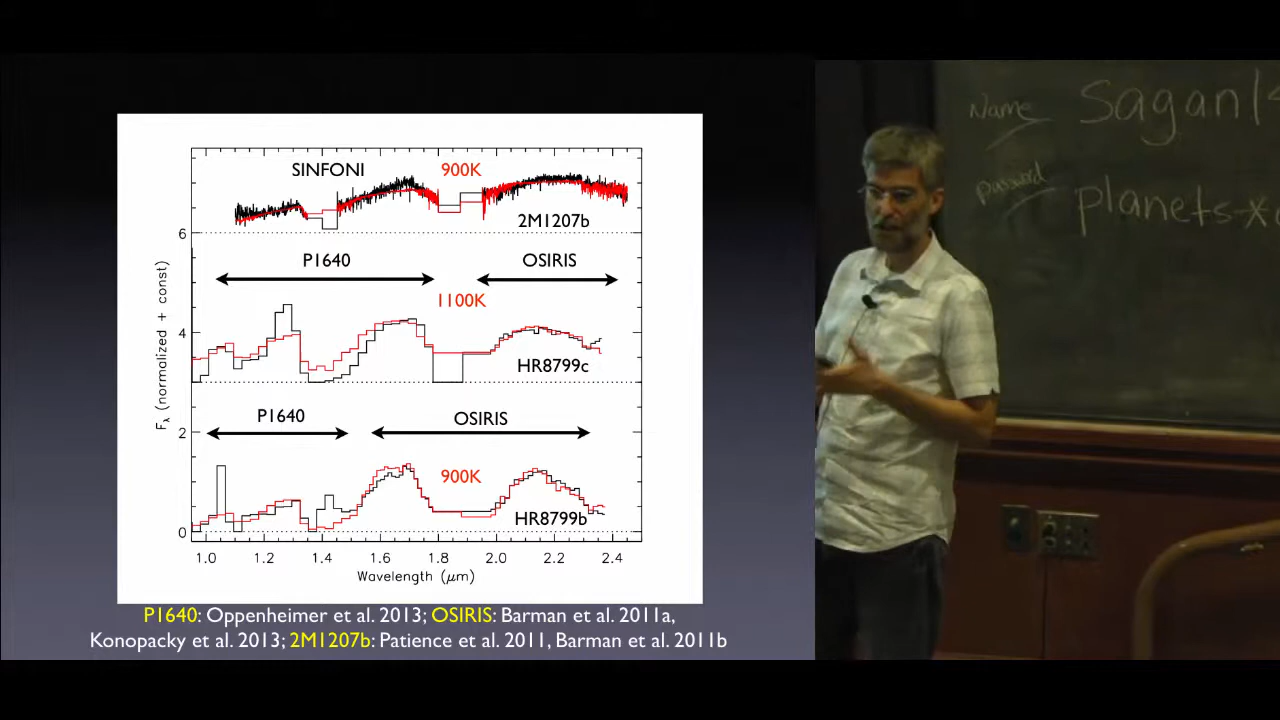 SINFONI 900K
2M1207b
6
P1640 OSIRIS
1100K
4
HR8799c
P1640 OSIRIS
2
900K
HR8799b
0
1.0 1.2 1.4 1.6 1.8 2.0 2.2 2.4
Wavelength (μm)
Fλ (normalized + const)
P1640: Oppenheimer et al. 2013; OSIRIS: Barman et al. 2011a,
Konopacky et al. 2013; 2M1207b: Patience et al. 2011, Barman et al. 2011b
Name Sagan14
password planets*